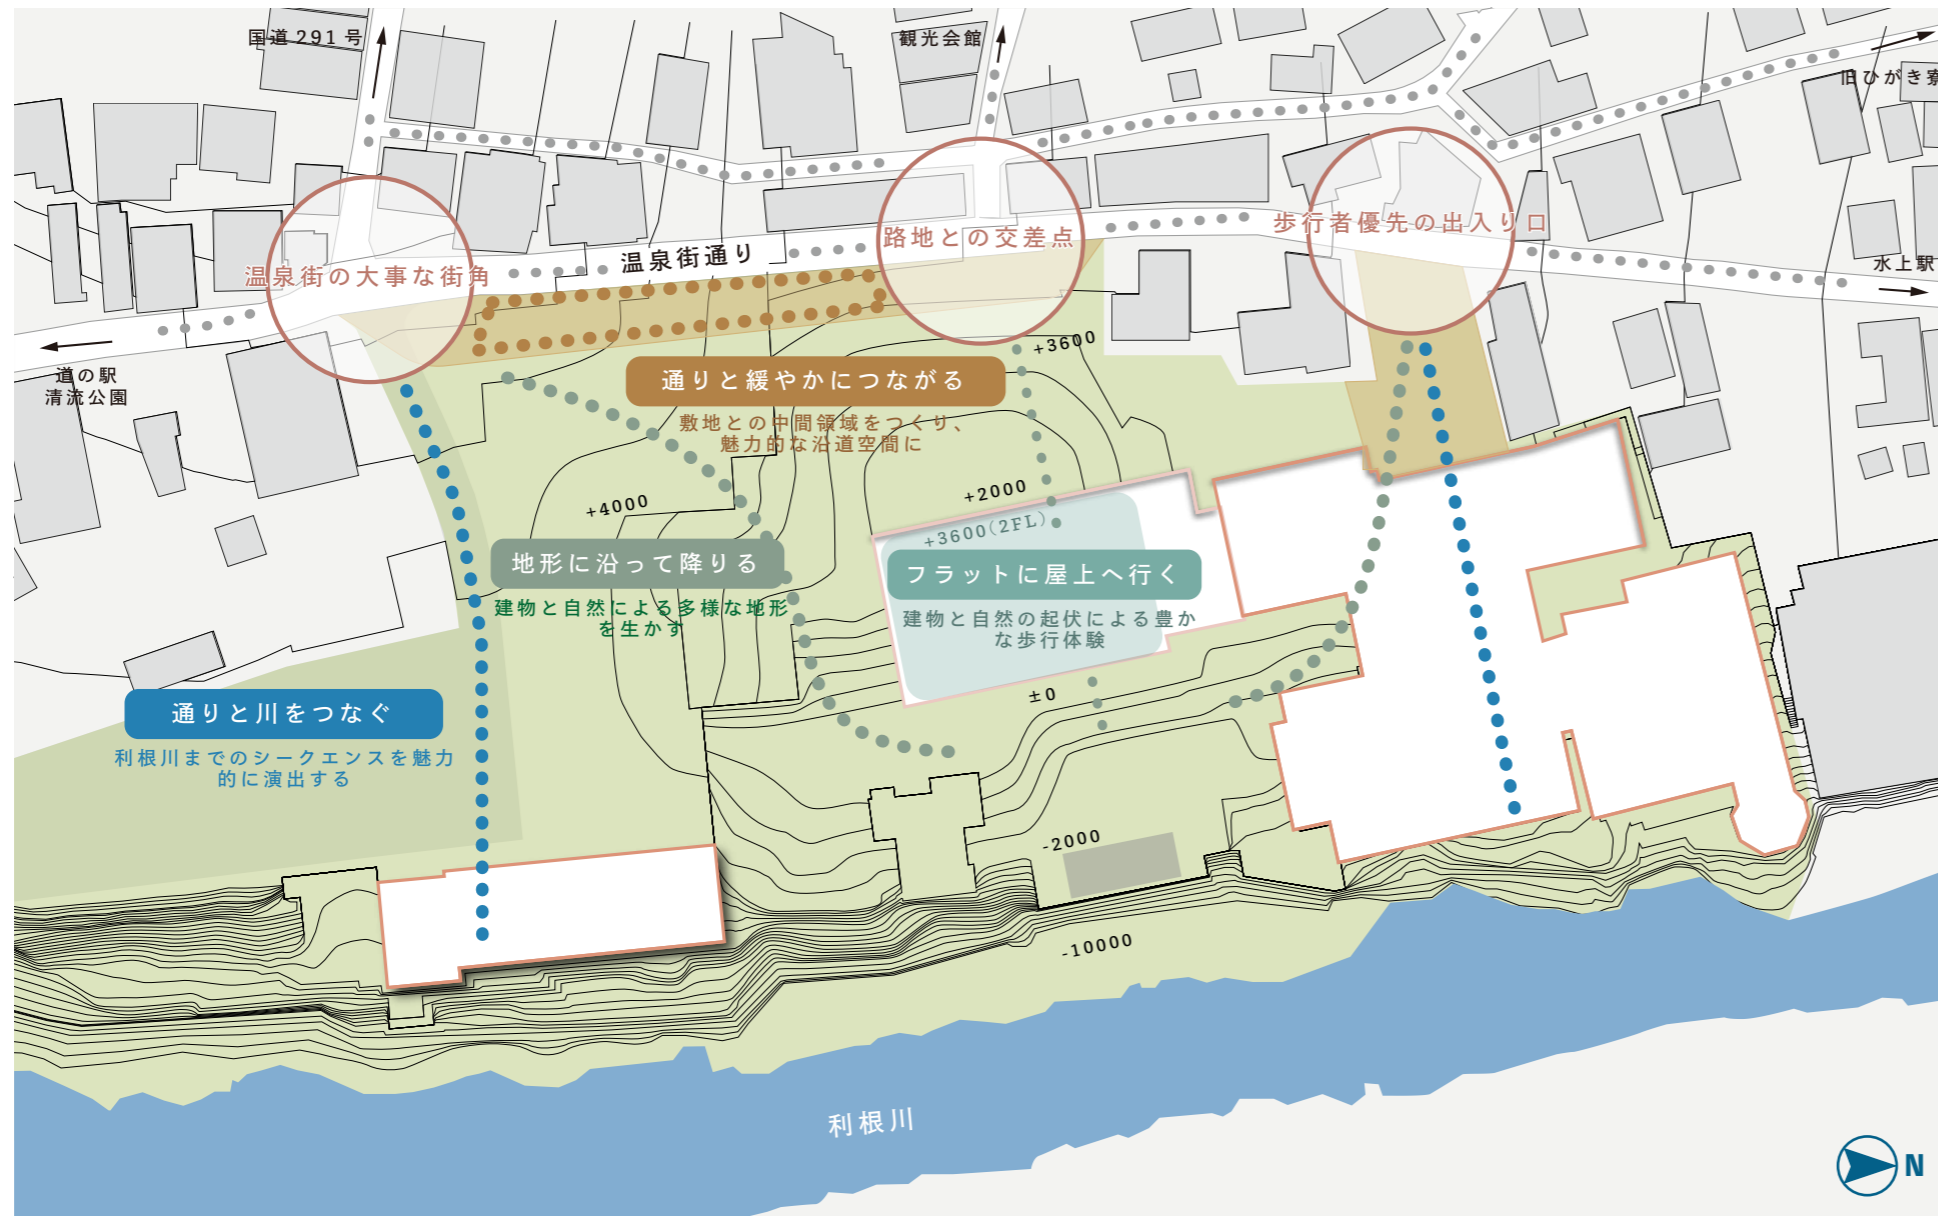 国道291号
観光会館
旧ひがき寮
歩行者優先の出入り口
路地との交差点
温泉街通り
温泉街の大事な街角
水上駅
道の駅
清流公園
+3600
通りと緩やかにつながる
敷地との中間領域をつくり、
魅力的な沿道空間に
+4000
+2000
+3600(2FL)
地形に沿って降りる
建物と自然による多様な地形
を生かす
フラットに屋上へ行く
建物と自然の起伏による豊か
な歩行体験
±0
通りと川をつなぐ
利根川までのシークエンスを魅力
的に演出する
-2000
-10000
利根川
N